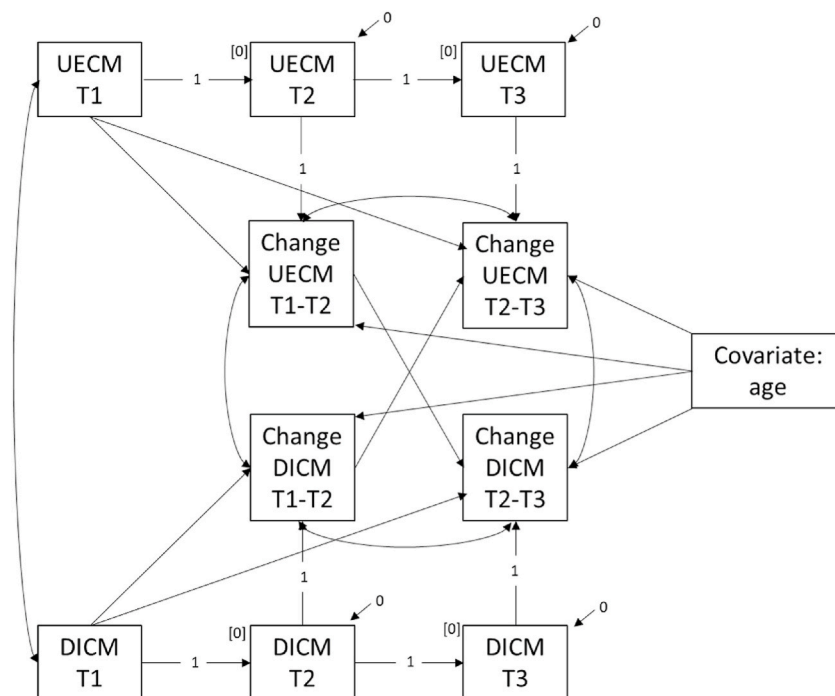 0
0
[0]
[0]
UECM
T1
1
UECM
T2
1
UECM
T3
1
1
Change
UECM
T1-T2
Change
UECM
T2-T3
Covariate:
age
Change
DICM
T1-T2
Change
DICM
T2-T3
1
1
0
0
[0]
[0]
DICM
T1
1
DICM
T2
1
DICM
T3